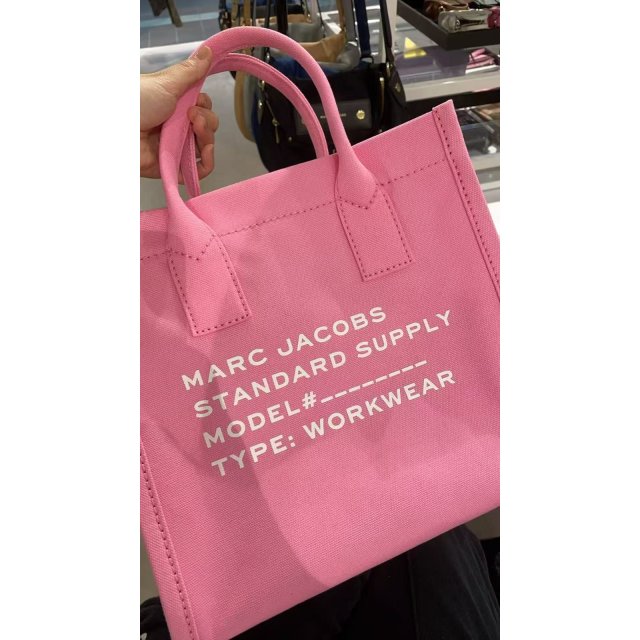 MARC JACOBS
STANDARD SUPPLY
MODEL#________
TYPE: WORKWEAR